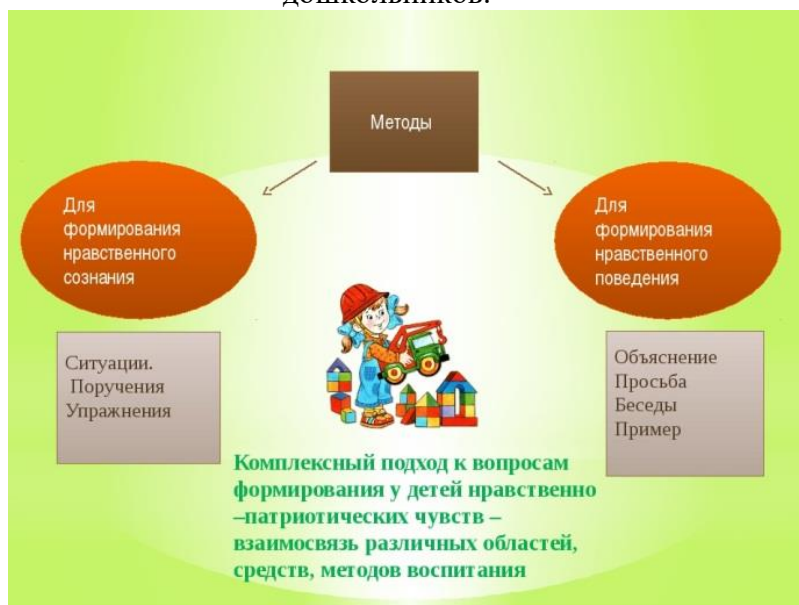 дошкольников.
Методы
Для
формирования
нравственного
сознания
Для
формирования
нравственного
поведения
Ситуации.
Поручения
Упражнения
Объяснение
Просьба
Беседы
Пример
Комплексный подход к вопросам
формирования у детей нравственно
–патриотических чувств –
взаимосвязь различных областей,
средств, методов воспитания